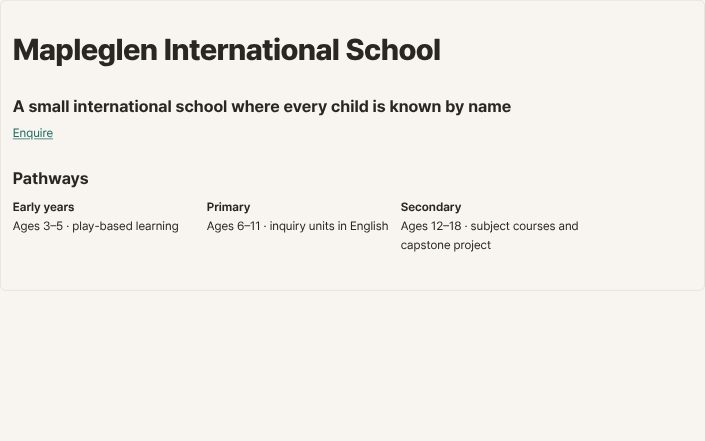 Mapleglen International School
A small international school where every child is known by name
Enquire
Pathways
Early years
Ages 3–5 · play-based learning
Primary
Ages 6–11 · inquiry units in English
Secondary
Ages 12–18 · subject courses and
capstone project